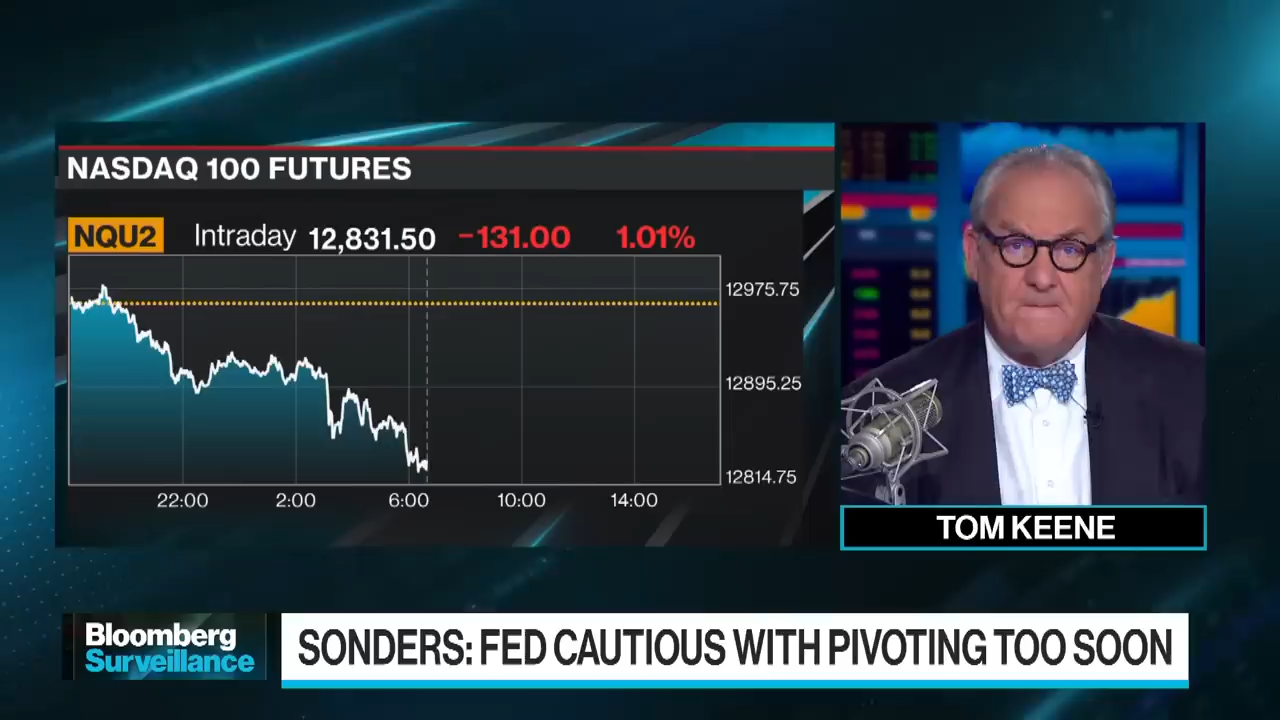 NASDAQ 100 FUTURES
NQU2 Intraday 12,831.50 -131.00 1.01%
12975.75
12895.25
12814.75
22:00 2:00 6:00 10:00 14:00
TOM KEENE
Bloomberg
Surveillance
SONDERS: FED CAUTIOUS WITH PIVOTING TOO SOON